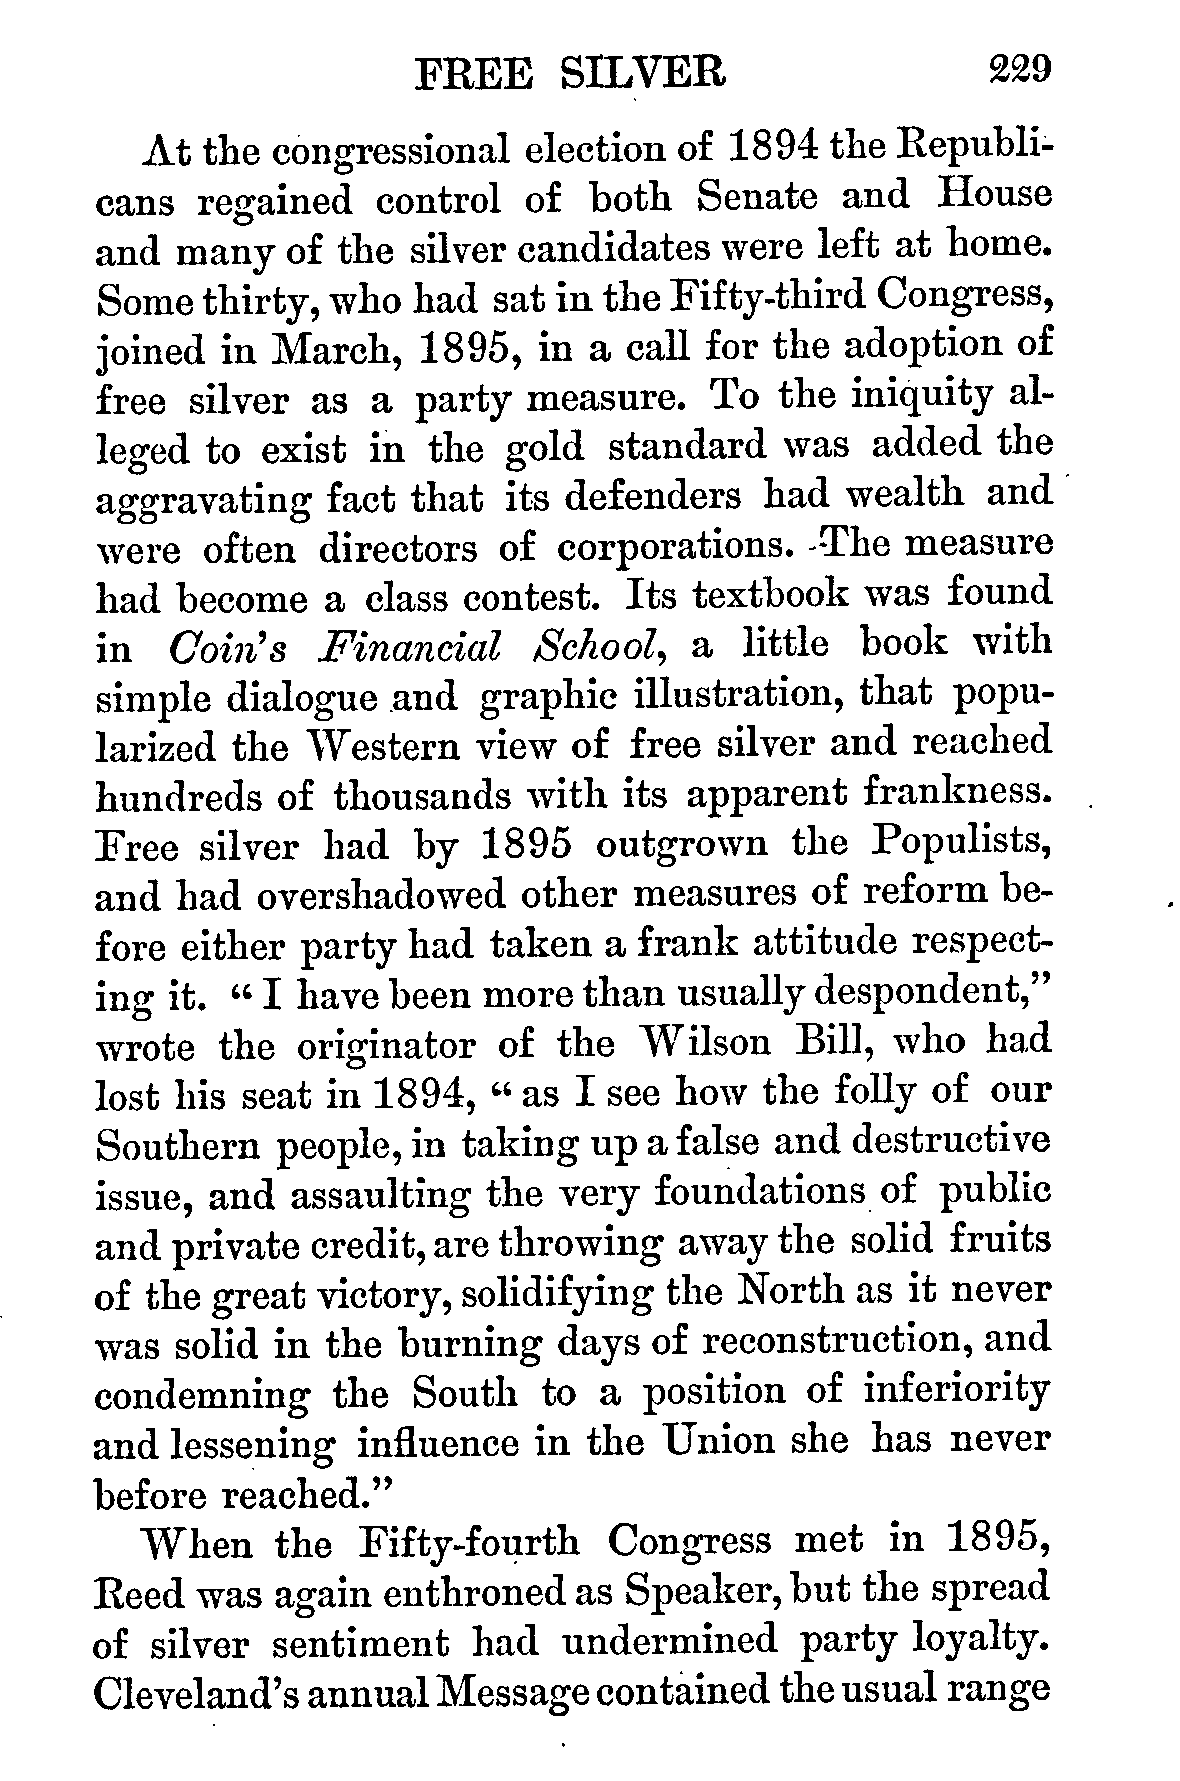 FREE SILVER 229
At the congressional election of 1894 the Republi-
cans regained control of both Senate and House
and many of the silver candidates were left at home.
Some thirty, who had sat in the Fifty-third Congress,
joined in March, 1895, in a call for the adoption of
free silver as a party measure. To the iniquity al-
leged to exist in the gold standard was added the
aggravating fact that its defenders had wealth and
were often directors of corporations. The measure
had become a class contest. Its textbook was found
in Coin's Financial School, a little book with
simple dialogue and graphic illustration, that popu-
larized the Western view of free silver and reached
hundreds of thousands with its apparent frankness.
Free silver had by 1895 outgrown the Populists,
and had overshadowed other measures of reform be-
fore either party had taken a frank attitude respect-
ing it. "I have been more than usually despondent,"
wrote the originator of the Wilson Bill, who had
lost his seat in 1894, "as I see how the folly of our
Southern people, in taking up a false and destructive
issue, and assaulting the very foundations of public
and private credit, are throwing away the solid fruits
of the great victory, solidifying the North as it never
was solid in the burning days of reconstruction, and
condemning the South to a position of inferiority
and lessening influence in the Union she has never
before reached."
When the Fifty-fourth Congress met in 1895,
Reed was again enthroned as Speaker, but the spread
of silver sentiment had undermined party loyalty.
Cleveland's annual Message contained the usual range